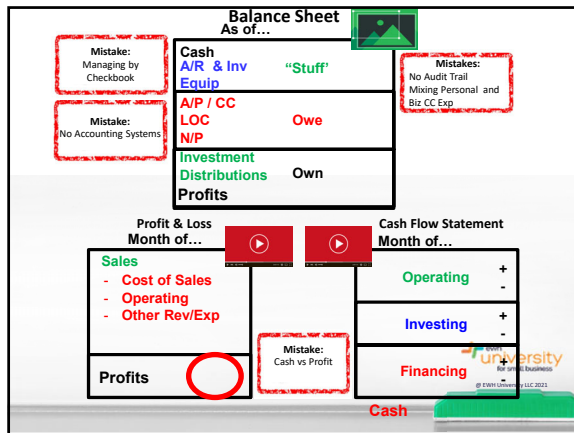 Balance Sheet
As of…
Mistake:
Managing by
Checkbook
Cash
A/R & Inv
Equip
“Stuff’
Mistakes:
No Audit Trail
Mixing Personal and
Biz CC Exp
Mistake:
No Accounting Systems
A/P / CC
LOC
N/P
Owe
Investment
Distributions
Own
Profits
Profit & Loss
Month of…
Cash Flow Statement
Month of…
Sales
- Cost of Sales
- Operating
- Other Rev/Exp
Profits
Mistake:
Cash vs Profit
Operating
+
-
Investing
+
-
Financing
+
-
ewh
university
for small business
@ EWH University LLC 2021
Cash